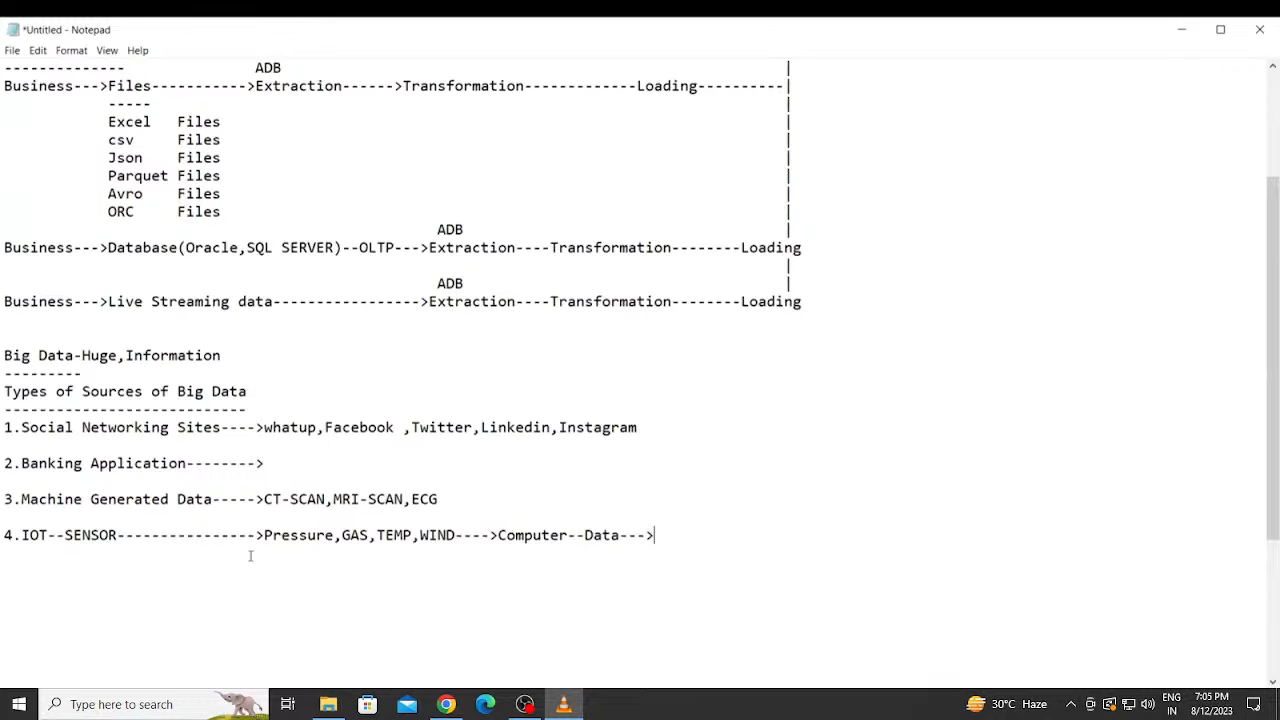 *Untitled - Notepad
File Edit Format View Help
-------------- ADB |
Business--->Files----------->Extraction------>Transformation-------------Loading----------|
----- |
Excel Files |
csv Files |
Json Files |
Parquet Files |
Avro Files |
ORC Files |
ADB |
Business--->Database(Oracle,SQL SERVER)--OLTP--->Extraction----Transformation--------Loading
|
ADB |
Business--->Live Streaming data----------------->Extraction----Transformation--------Loading
Big Data-Huge,Information
---------
Types of Sources of Big Data
----------------------------
1.Social Networking Sites---->whatup,Facebook ,Twitter,Linkedin,Instagram
2.Banking Application-------->
3.Machine Generated Data----->CT-SCAN,MRI-SCAN,ECG
4.IOT--SENSOR---------------->Pressure,GAS,TEMP,WIND---->Computer--Data--->
Type here to search
30°C Haze
ENG
IN
7:05 PM
8/12/2023